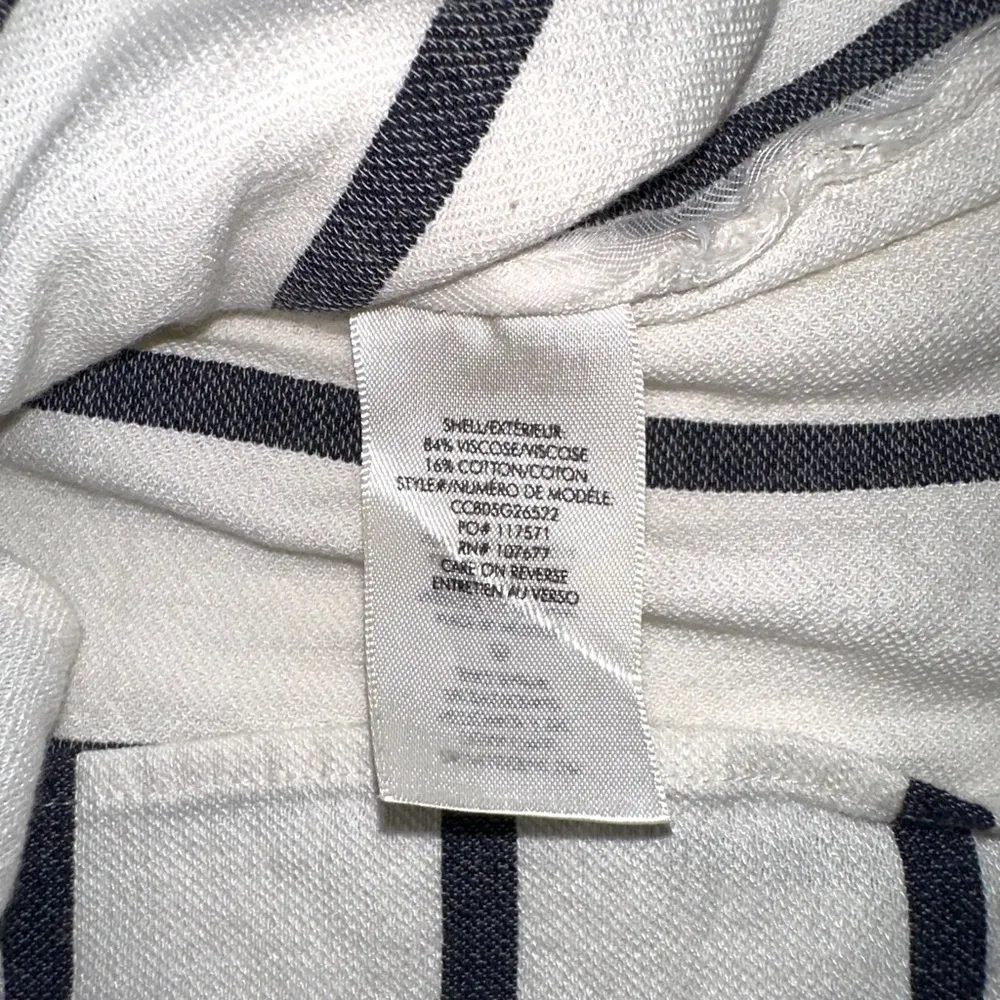 SHELL/EXTÉRIEUR
84% VISCOSE/VISCOSE
16% COTTON/COTON
STYLE#/NUMÉRO DE MODÈLE
CC805G26522
PO# 117571
RN# 107677
CARE ON REVERSE
ENTRETIEN AU VERSO